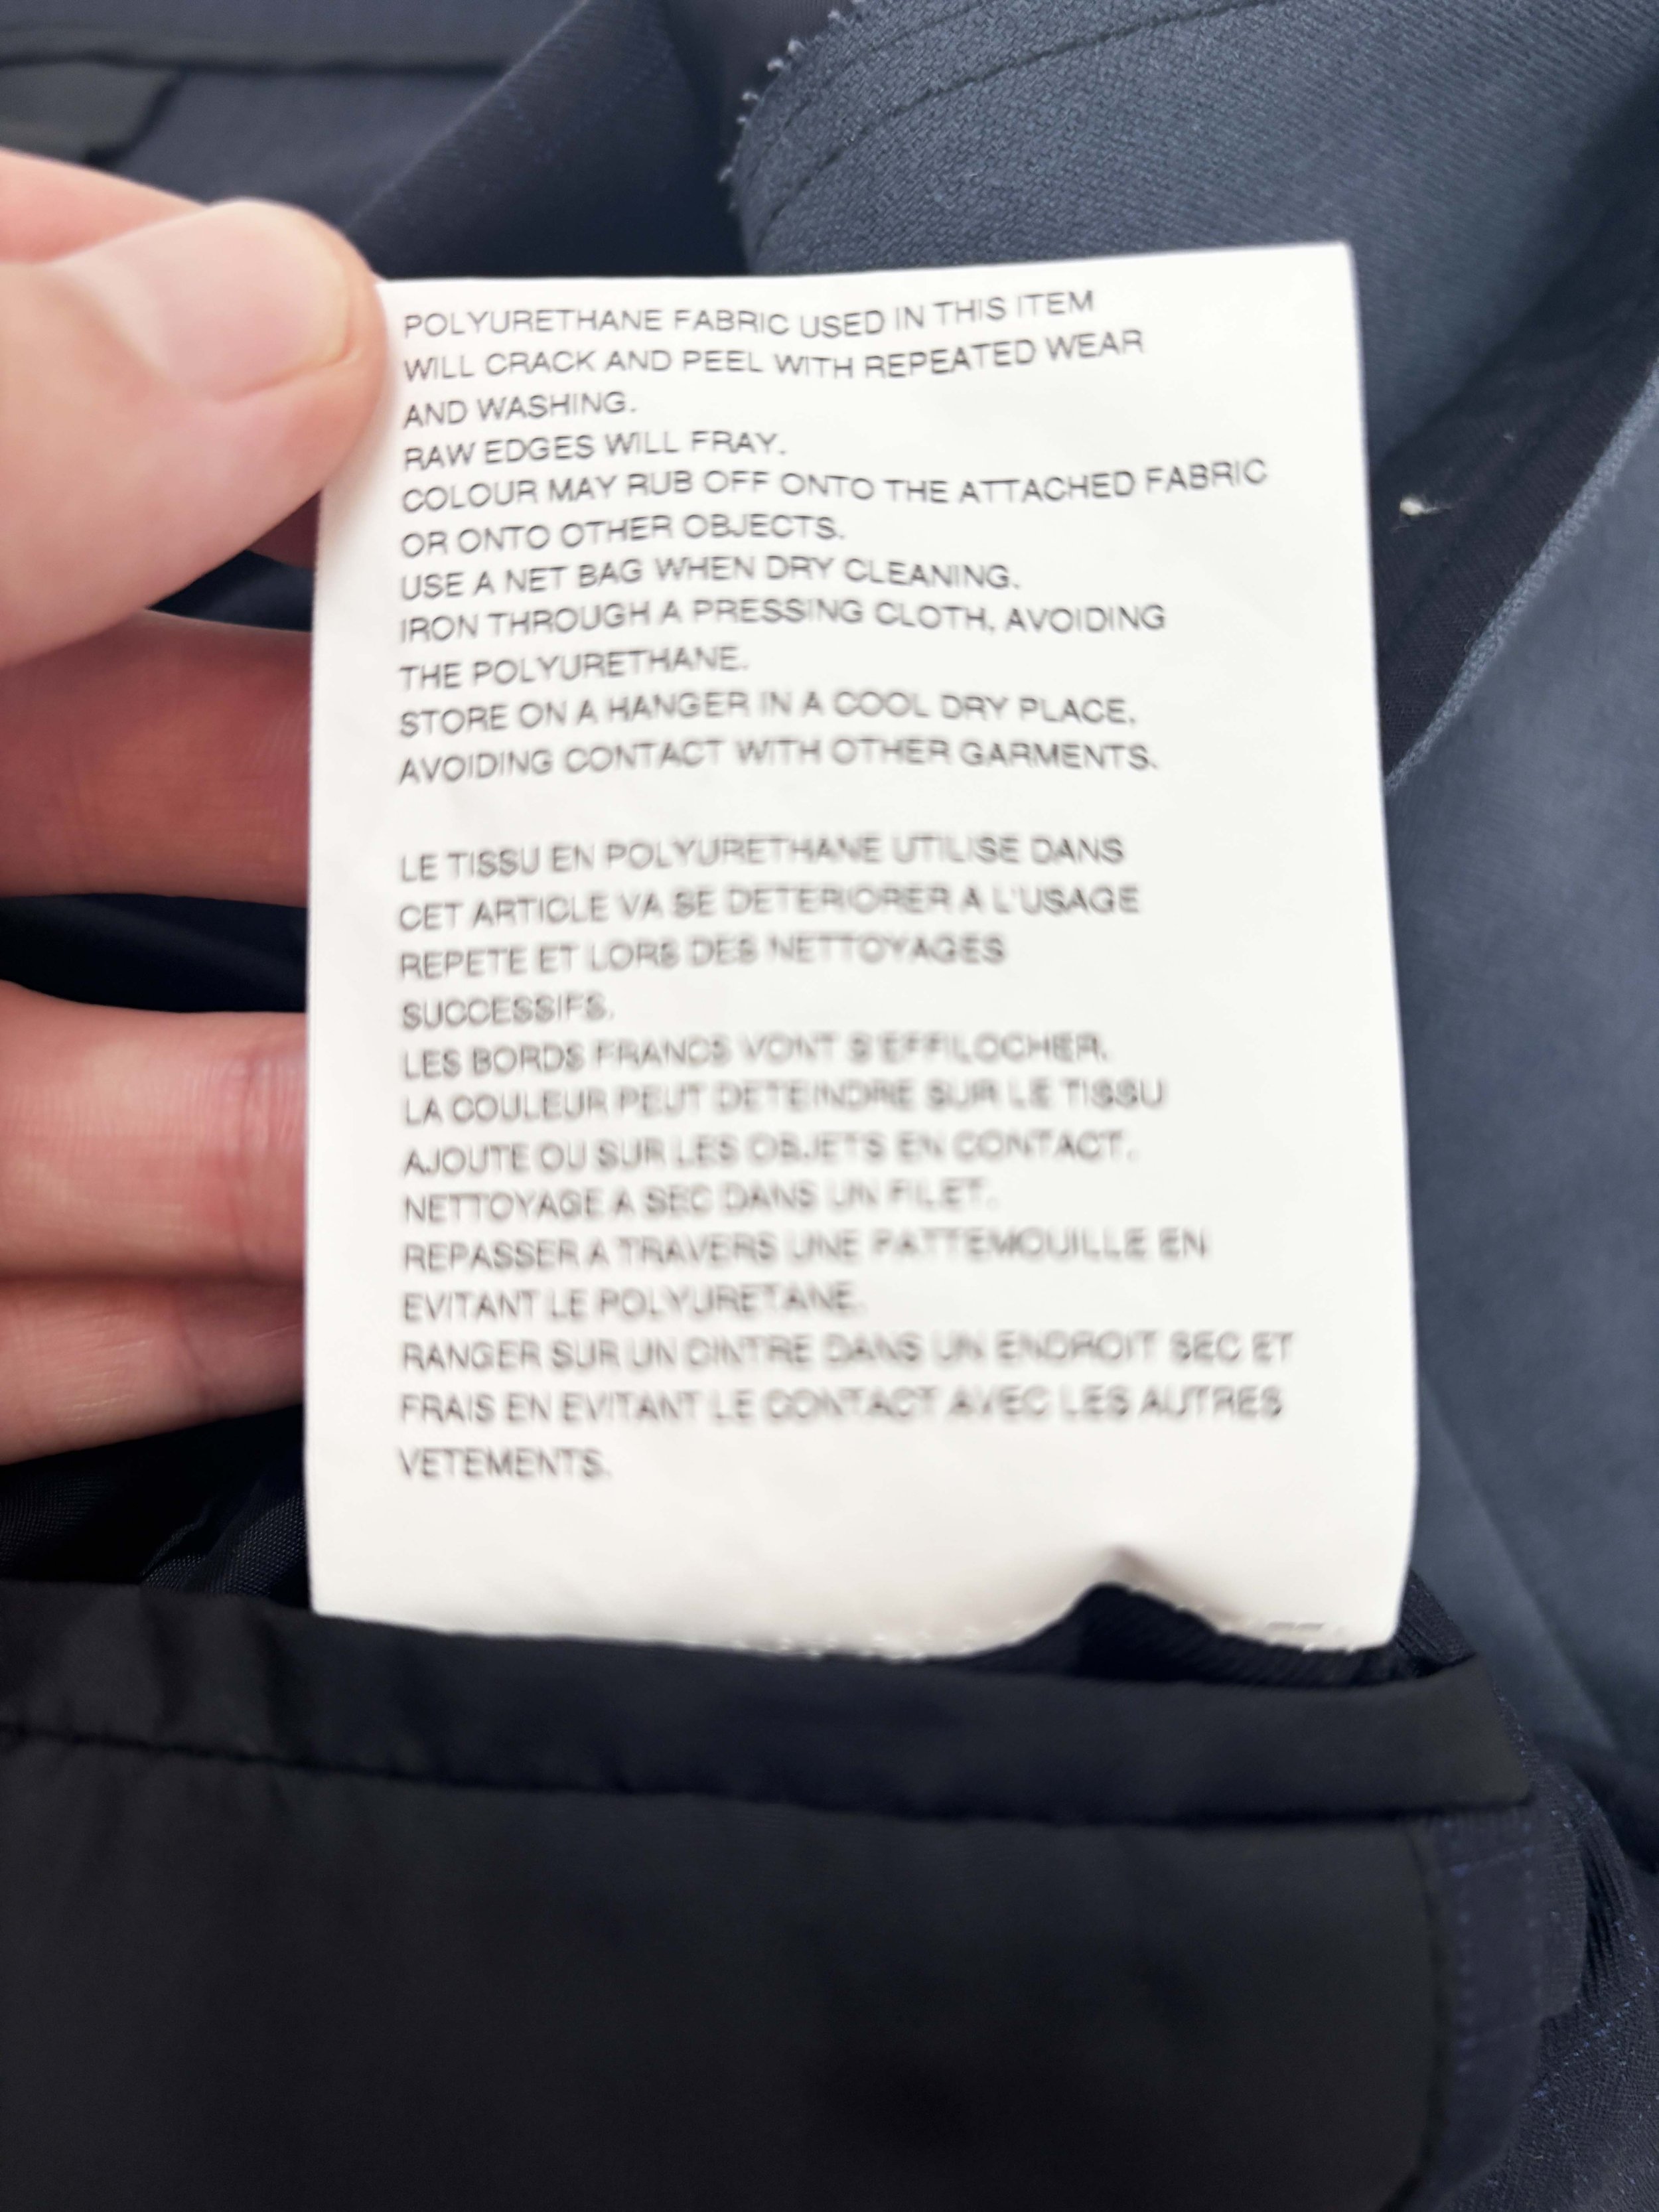 POLYURETHANE FABRIC USED IN THIS ITEM
WILL CRACK AND PEEL WITH REPEATED WEAR
AND WASHING.
RAW EDGES WILL FRAY.
COLOUR MAY RUB OFF ONTO THE ATTACHED FABRIC
OR ONTO OTHER OBJECTS.
USE A NET BAG WHEN DRY CLEANING.
IRON THROUGH A PRESSING CLOTH, AVOIDING
THE POLYURETHANE.
STORE ON A HANGER IN A COOL DRY PLACE,
AVOIDING CONTACT WITH OTHER GARMENTS.
LE TISSU EN POLYURETHANE UTILISE DANS
CET ARTICLE VA SE DETERIORER A L'USAGE
REPETE ET LORS DES NETTOYAGES
SUCCESSIFS.
LES BORDS FRANCS VONT S'EFFILOCHER.
LA COULEUR PEUT DETEINDRE SUR LE TISSU
AJOUTE OU SUR LES OBJETS EN CONTACT.
NETTOYAGE A SEC DANS UN FILET.
REPASSER A TRAVERS UNE PATTEMOUILLE EN
EVITANT LE POLYURETANE.
RANGER SUR UN CINTRE DANS UN ENDROIT SEC ET
FRAIS EN EVITANT LE CONTACT AVEC LES AUTRES
VETEMENTS.